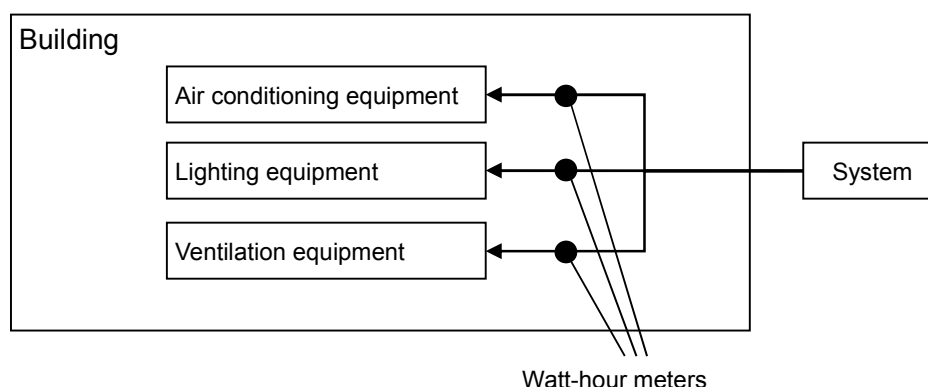 Building
Air conditioning equipment
Lighting equipment
System
Ventilation equipment
Watt-hour meters